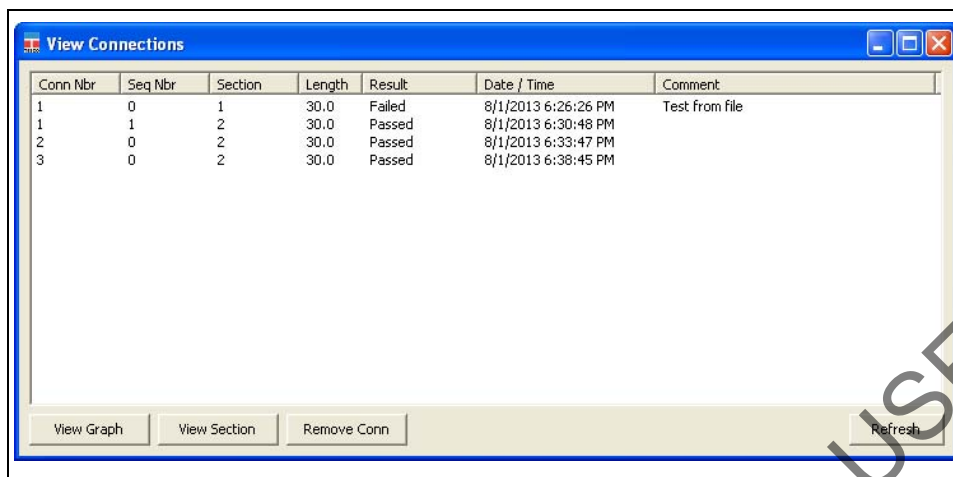 View Connections
Conn Nbr Seq Nbr Section Length Result Date / Time Comment
1 0 1 30.0 Failed 8/1/2013 6:26:26 PM Test from file
1 1 2 30.0 Passed 8/1/2013 6:30:48 PM
2 0 2 30.0 Passed 8/1/2013 6:33:47 PM
3 0 2 30.0 Passed 8/1/2013 6:38:45 PM
View Graph View Section Remove Conn Refresh
USE